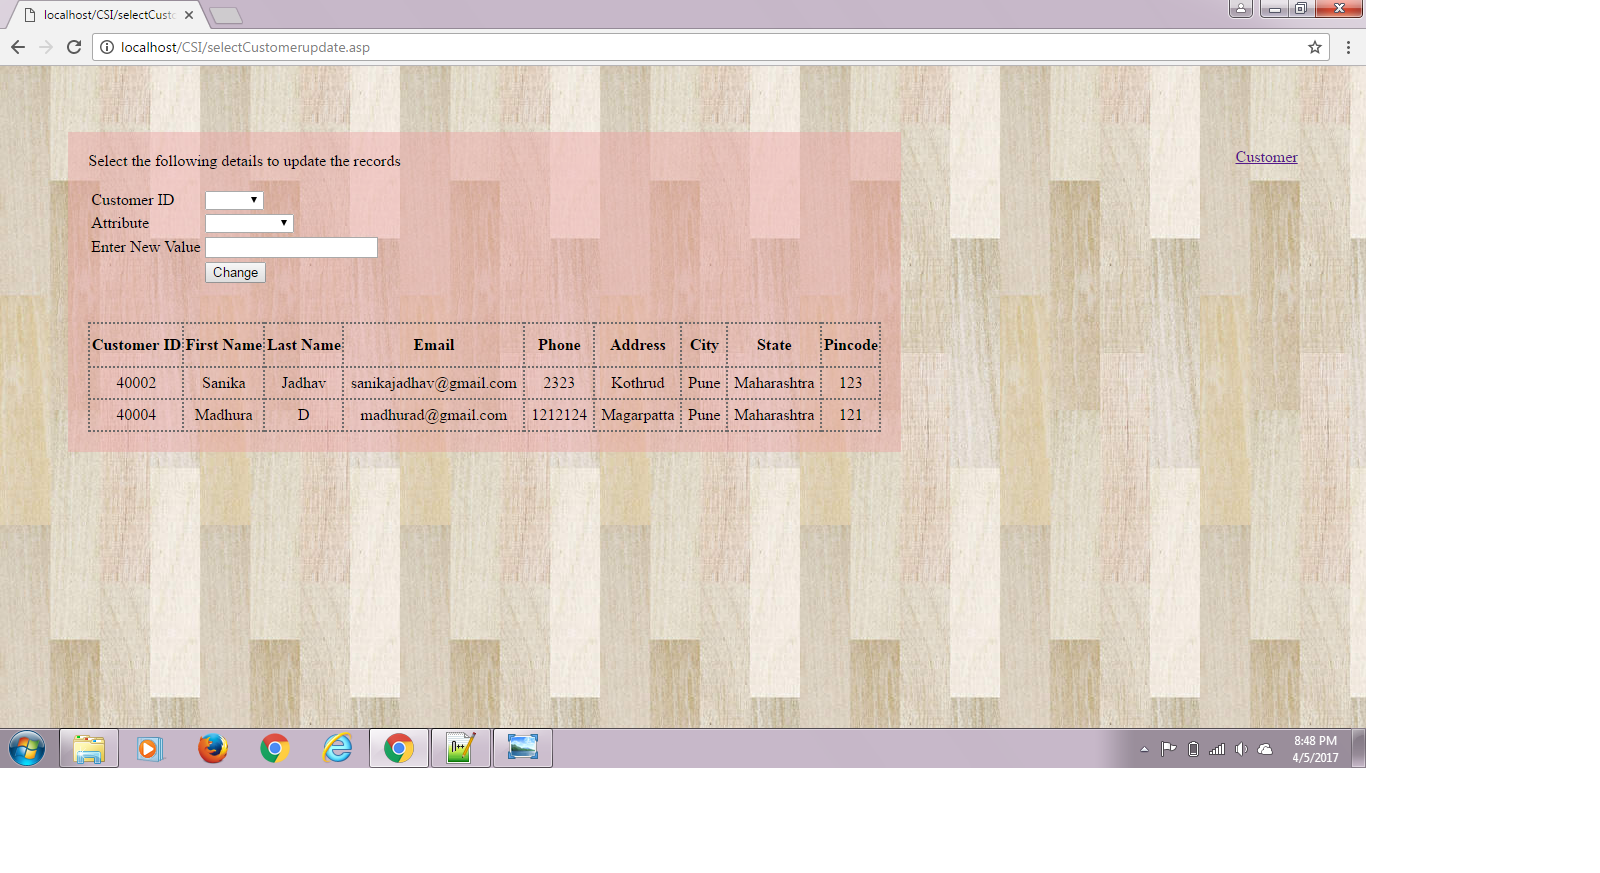 localhost/CSI/selectCusto
localhost/CSI/selectCustomerupdate.asp
Select the following details to update the records
Customer
Customer ID
Attribute
Enter New Value
Change
Customer ID First Name Last Name Email Phone Address City State Pincode
40002 Sanika Jadhav sanikajadhav@gmail.com 2323 Kothrud Pune Maharashtra 123
40004 Madhura D madhurad@gmail.com 1212124 Magarpatta Pune Maharashtra 121
8:48 PM
4/5/2017